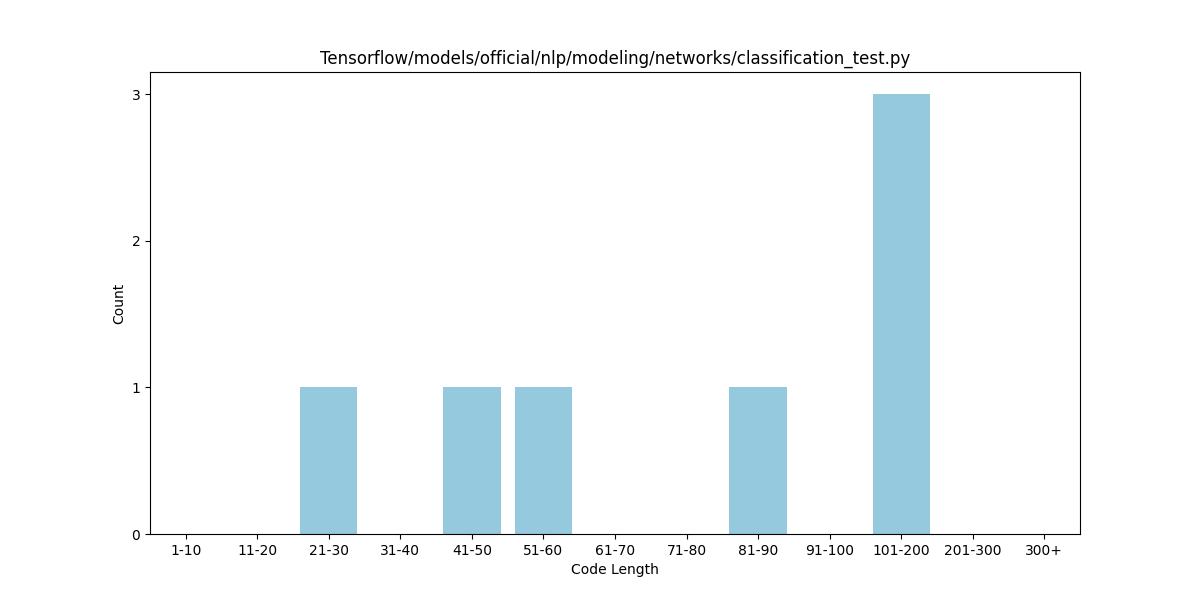 Tensorflow/models/official/nlp/modeling/networks/classification_test.py
3
2
1
0
Count
1-10 11-20 21-30 31-40 41-50 51-60 61-70 71-80 81-90 91-100 101-200 201-300 300+
Code Length